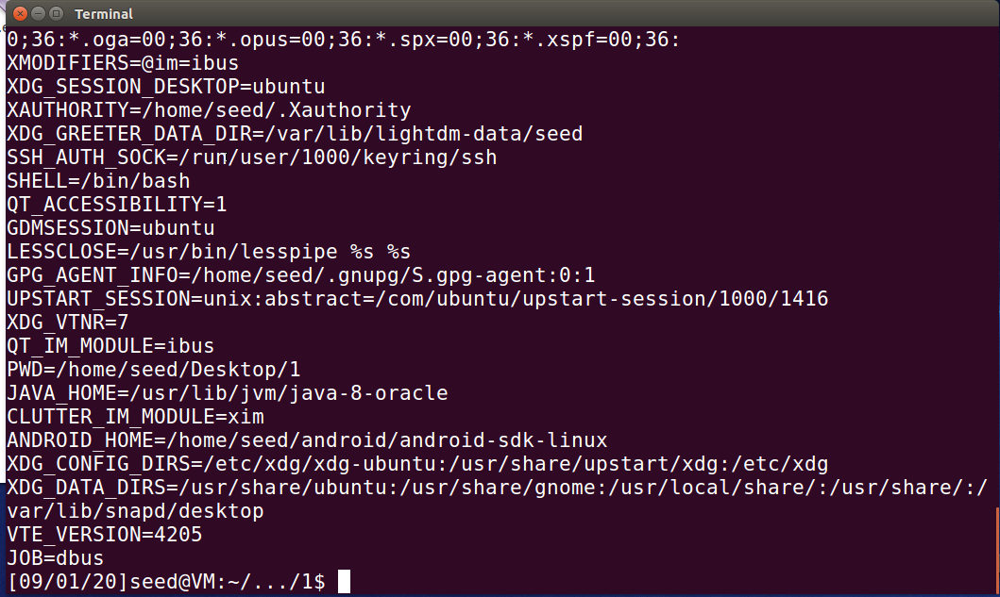 Terminal
0;36:*.oga=00;36:*.opus=00;36:*.spx=00;36:*.xspf=00;36:
XMODIFIERS=@im=ibus
XDG_SESSION_DESKTOP=ubuntu
XAUTHORITY=/home/seed/.Xauthority
XDG_GREETER_DATA_DIR=/var/lib/lightdm-data/seed
SSH_AUTH_SOCK=/run/user/1000/keyring/ssh
SHELL=/bin/bash
QT_ACCESSIBILITY=1
GDMSESSION=ubuntu
LESSCLOSE=/usr/bin/lesspipe %s %s
GPG_AGENT_INFO=/home/seed/.gnupg/S.gpg-agent:0:1
UPSTART_SESSION=unix:abstract=/com/ubuntu/upstart-session/1000/1416
XDG_VTNR=7
QT_IM_MODULE=ibus
PWD=/home/seed/Desktop/1
JAVA_HOME=/usr/lib/jvm/java-8-oracle
CLUTTER_IM_MODULE=xim
ANDROID_HOME=/home/seed/android/android-sdk-linux
XDG_CONFIG_DIRS=/etc/xdg/xdg-ubuntu:/usr/share/upstart/xdg:/etc/xdg
XDG_DATA_DIRS=/usr/share/ubuntu:/usr/share/gnome:/usr/local/share/:/usr/share/:/
var/lib/snapd/desktop
VTE_VERSION=4205
JOB=dbus
[09/01/20]seed@VM:~/.../1$